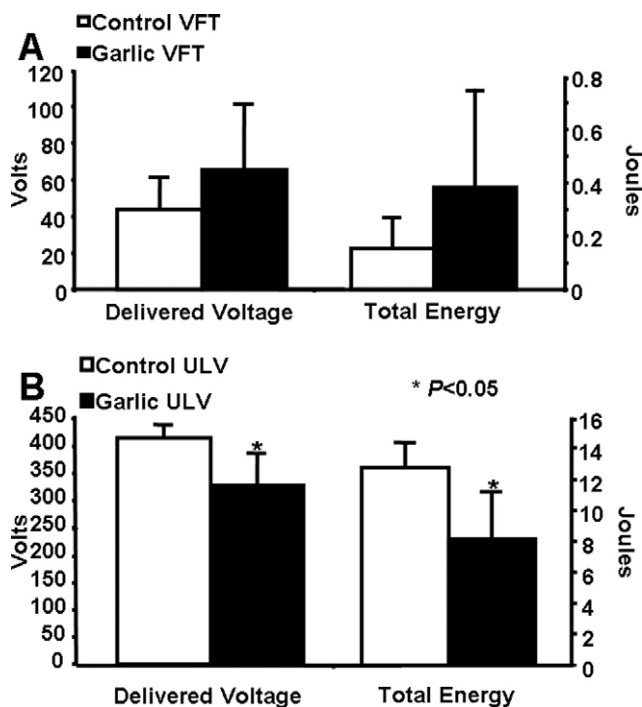 A
Control VFT
Garlic VFT
120
100
80
60
40
20
0
Volts
0.8
0.6
0.4
0.2
0
Joules
Delivered Voltage Total Energy
B
Control ULV
Garlic ULV
* P<0.05
450
400
350
300
250
200
150
100
50
0
Volts
16
14
12
10
8
6
4
2
0
Joules
*
*
Delivered Voltage Total Energy